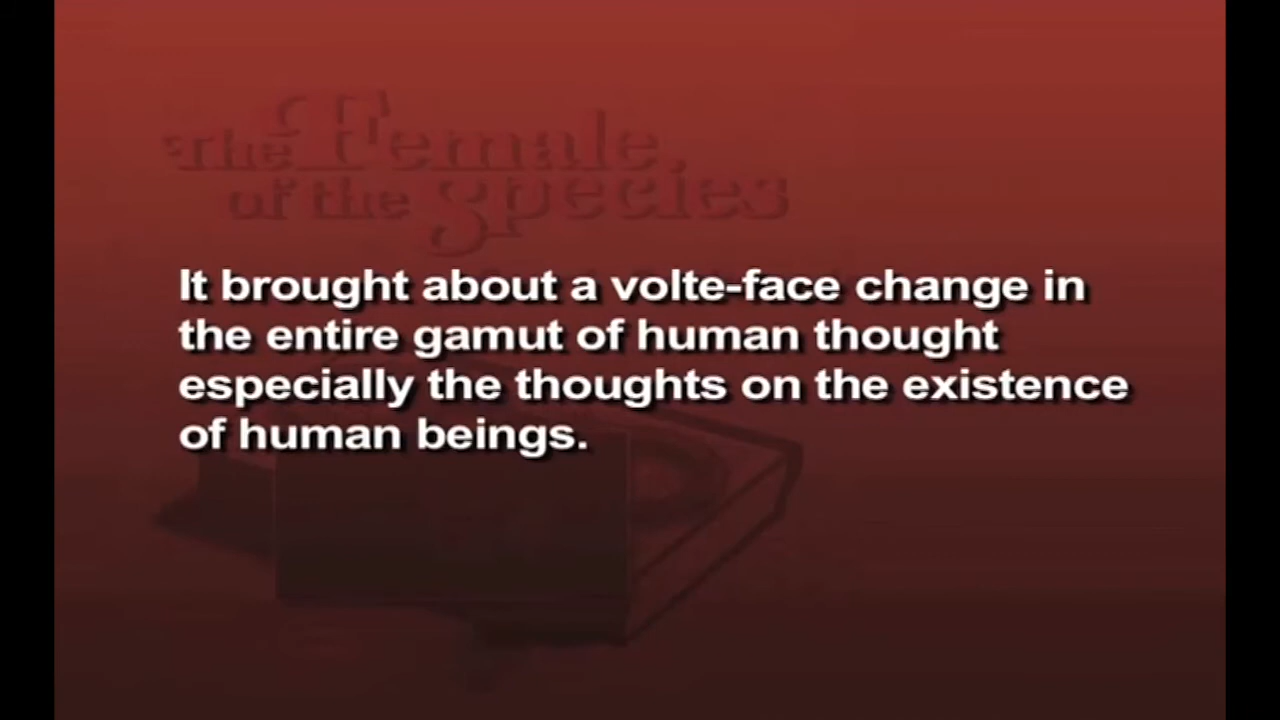 The Female
of the Species
It brought about a volte-face change in
the entire gamut of human thought
especially the thoughts on the existence
of human beings.